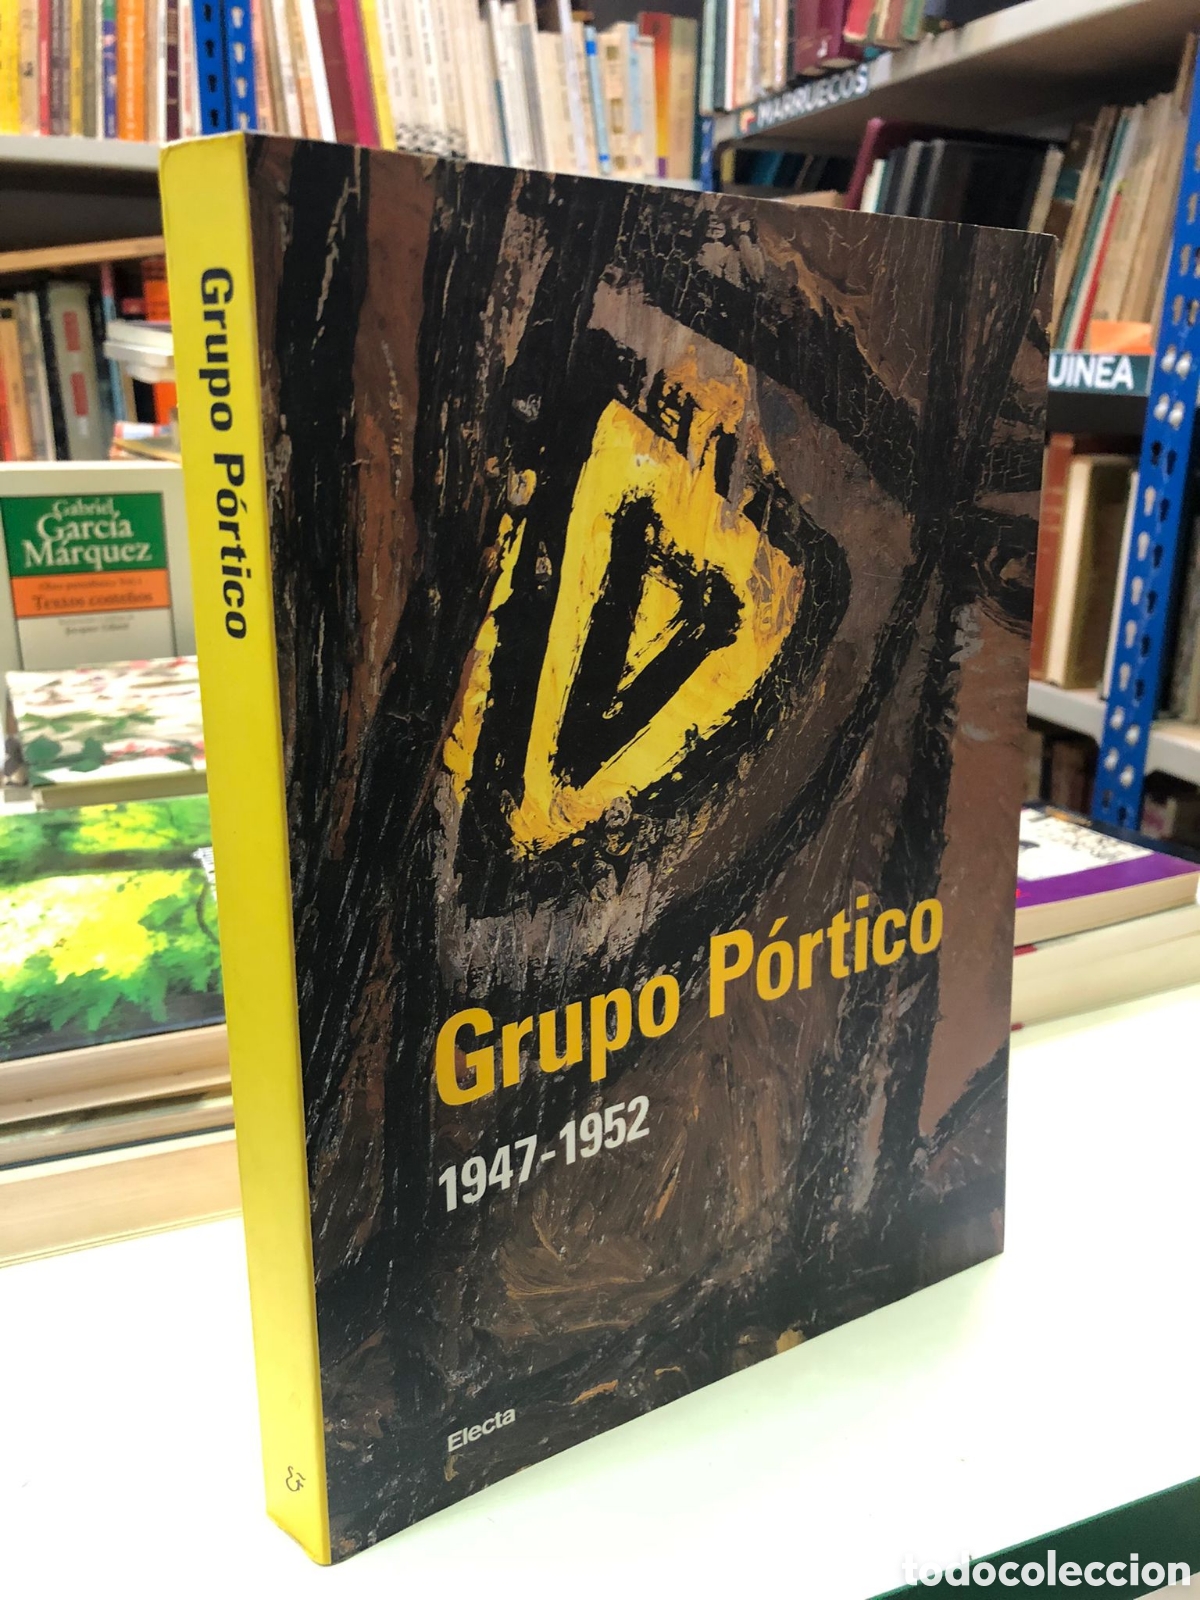 MARRUECOS
UINEA
Gabriel
García
Márquez
Textos costeños
Grupo Pórtico
Grupo Pórtico
1947-1952
Electa
todocoleccion